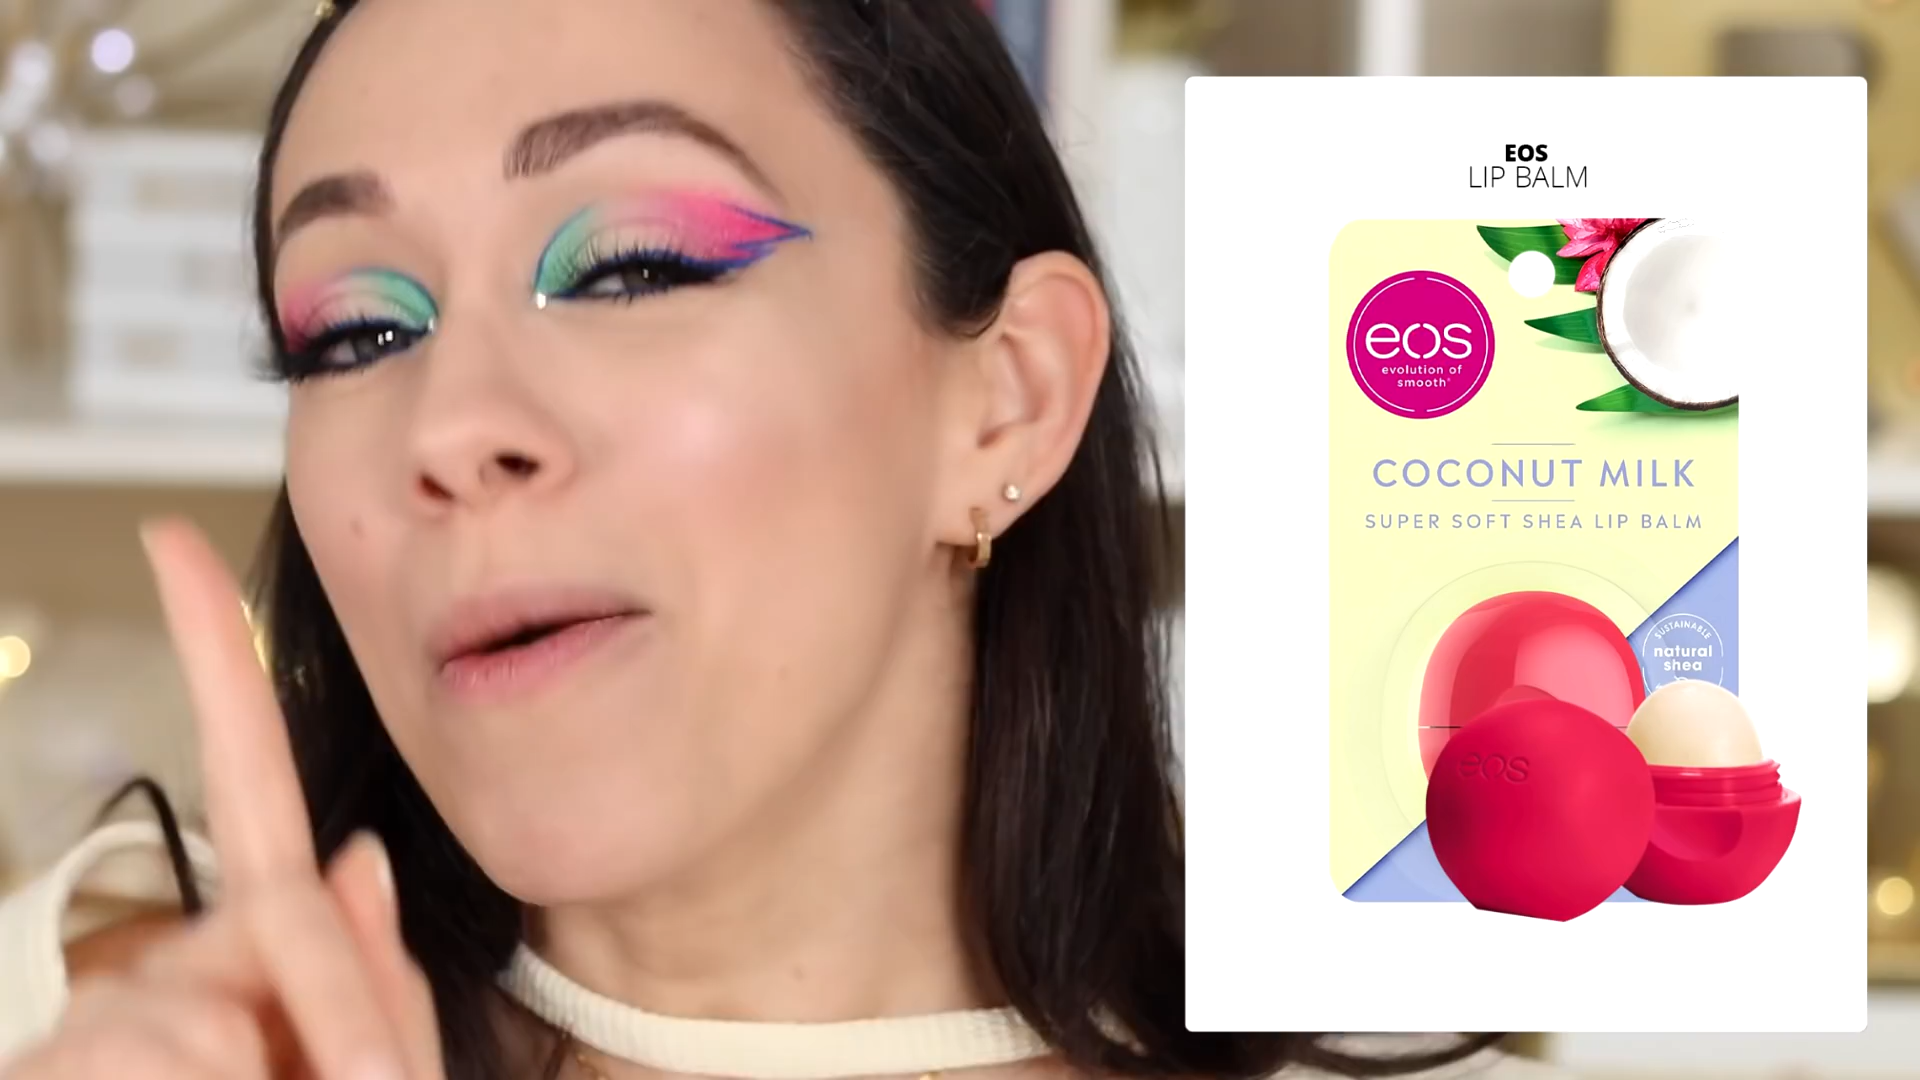 EOS
LIP BALM
eos
evolution of
smooth®
COCONUT MILK
SUPER SOFT SHEA LIP BALM
SUSTAINABLE
natural
shea
eos